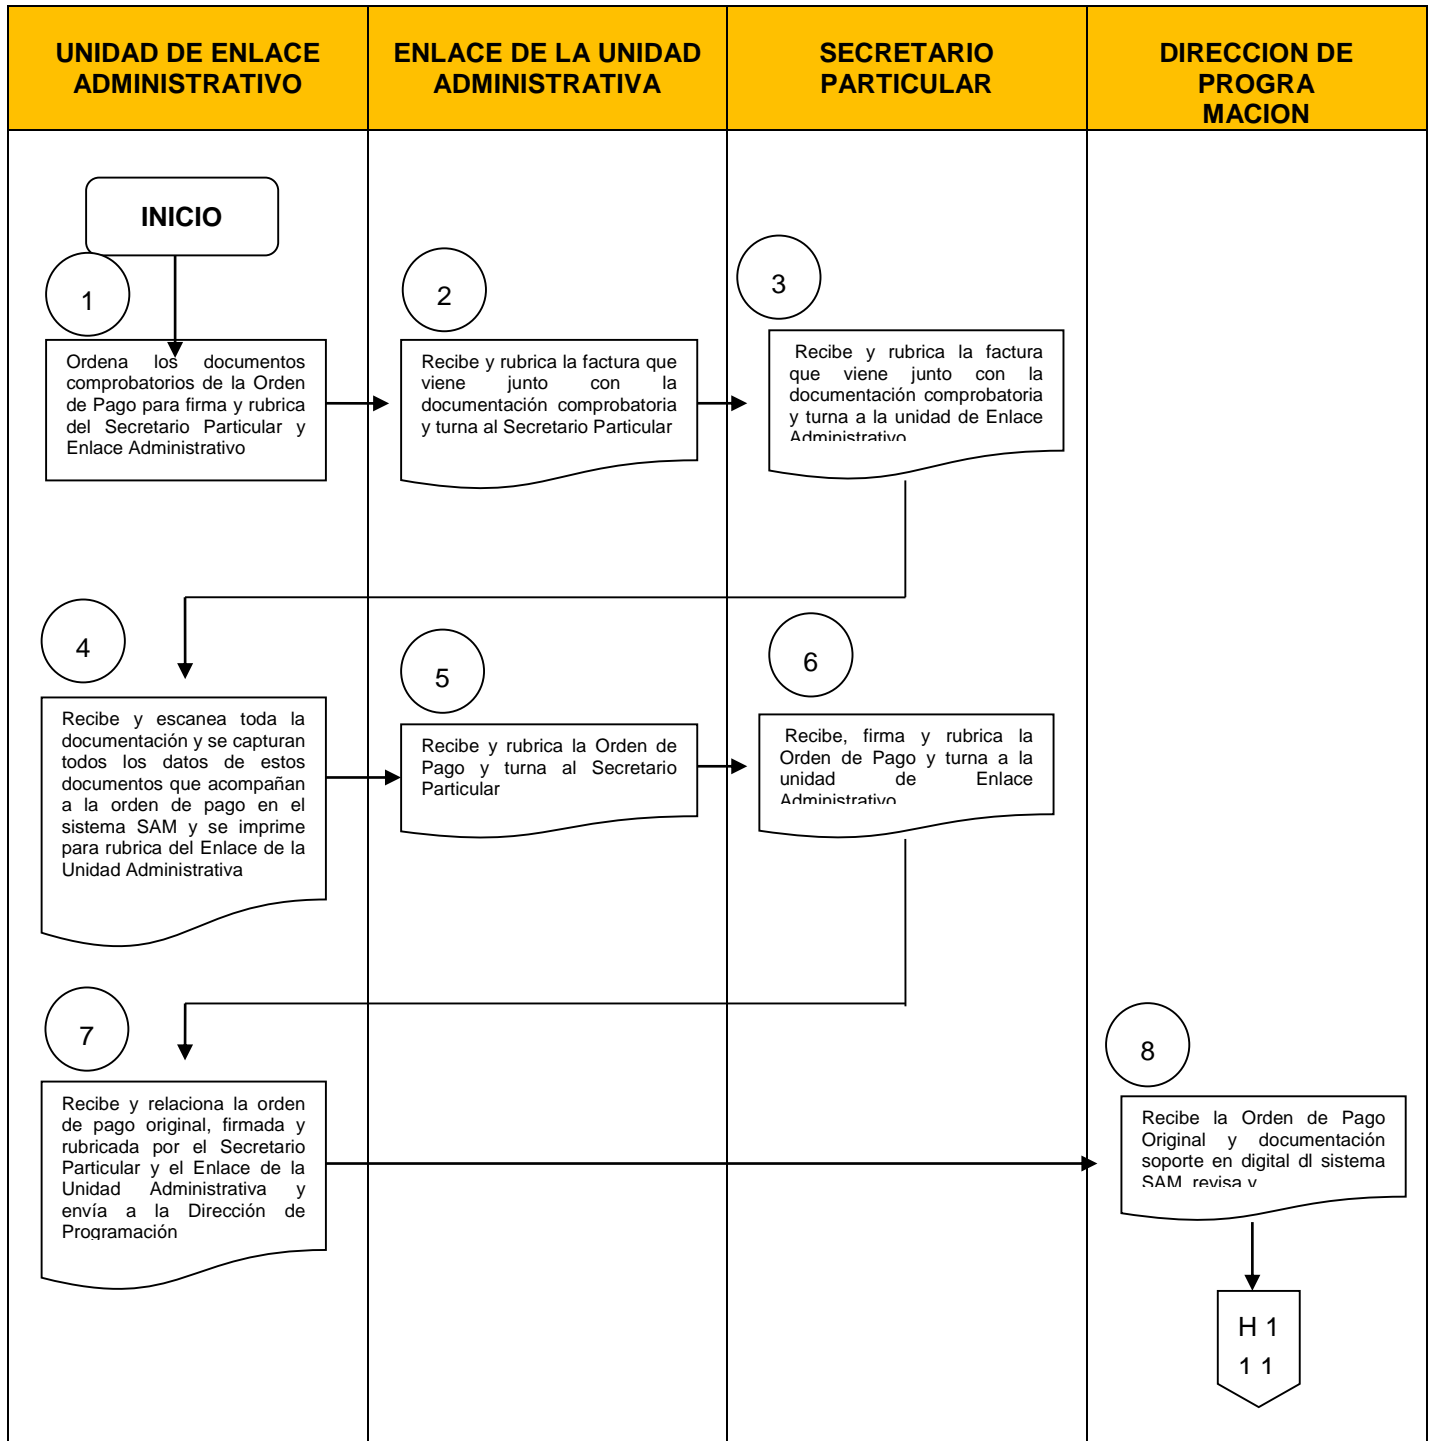 UNIDAD DE ENLACE
ADMINISTRATIVO
ENLACE DE LA UNIDAD
ADMINISTRATIVA
SECRETARIO
PARTICULAR
DIRECCION DE
PROGRA
MACION
INICIO
1
Ordena los documentos
comprobatorios de la Orden
de Pago para firma y rubrica
del Secretario Particular y
Enlace Administrativo
2
Recibe y rubrica la factura que
viene junto con la
documentación comprobatoria
y turna al Secretario Particular
3
Recibe y rubrica la factura
que viene junto con la
documentación comprobatoria
y turna a la unidad de Enlace
Administrativo
4
Recibe y escanea toda la
documentación y se capturan
todos los datos de estos
documentos que acompañan
a la orden de pago en el
sistema SAM y se imprime
para rubrica del Enlace de la
Unidad Administrativa
5
Recibe y rubrica la Orden de
Pago y turna al Secretario
Particular
6
Recibe, firma y rubrica la
Orden de Pago y turna a la
unidad de Enlace
Administrativo
7
Recibe y relaciona la orden
de pago original, firmada y
rubricada por el Secretario
Particular y el Enlace de la
Unidad Administrativa y
envía a la Dirección de
Programación
8
Recibe la Orden de Pago
Original y documentación
soporte en digital dl sistema
SAM, revisa y
H 1
1 1